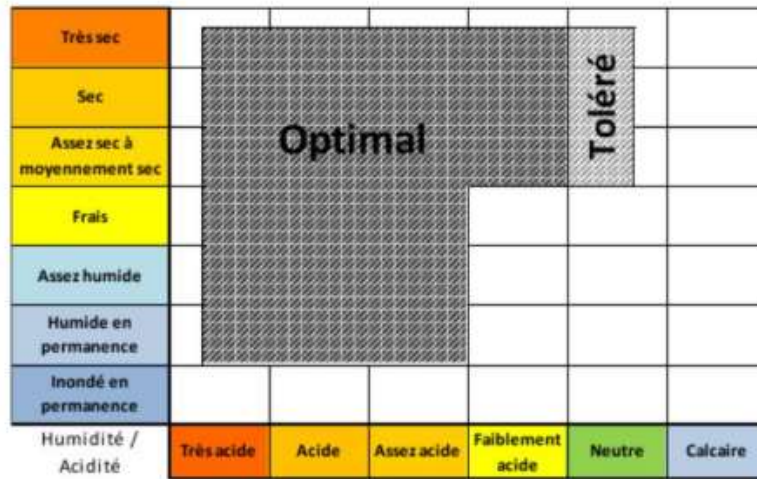 Très sec
Sec
Assez sec à
moyennement sec
Frais
Assez humide
Humide en
permanence
Inondé en
permanence
Optimal
Toléré
Humidité /
Acidité
Très acide
Acide
Assez acide
Faiblement
acide
Neutre
Calcaire